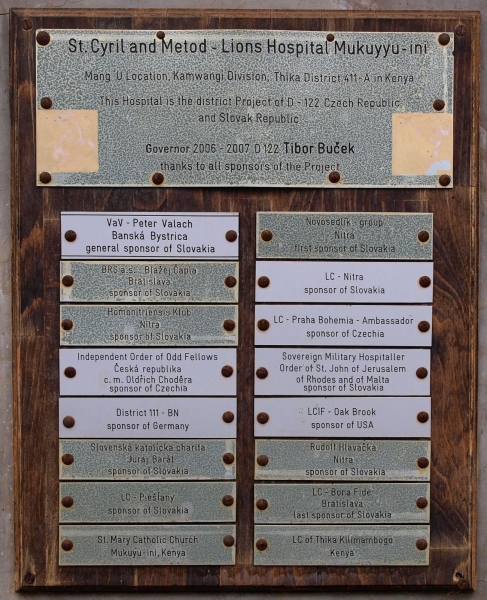 St. Cyril and Metod - Lions Hospital Mukuyyu-ini
Mang´U Location, Kamwangi Division, Thika District 411-A in Kenya
This Hospital is the district Project of D - 122 Czech Republic
and Slovak Republic
Governor 2006 - 2007 D 122 Tibor Buček
thanks to all sponsors of the Project
VaV - Peter Valach
Banská Bystrica
general sponsor of Slovakia
Novosedlík - group
Nitra
first sponsor of Slovakia
BRS a.s. Blažej Čapla
Bratislava
sponsor of Slovakia
LC - Nitra
sponsor of Slovakia
Homonitriensis Klub
Nitra
sponsor of Slovakia
LC - Praha Bohemia - Ambassador
sponsor of Czechia
Independent Order of Odd Fellows
Česká republika
c. m. Oldřich Choděra
sponsor of Czechia
Sovereign Military Hospitaller
Order of St. John of Jerusalem
of Rhodes and of Malta
sponsor of Slovakia
District 111 - BN
sponsor of Germany
LCIF - Oak Brook
sponsor of USA
Slovenská katolícka charita
Juraj Barát
sponsor of Slovakia
Rudolf Hlavačka
Nitra
sponsor of Slovakia
LC - Piešťany
sponsor of Slovakia
LC - Bona Fide
Bratislava
last sponsor of Slovakia
St. Mary Catholic Church
Mukuyu-ini, Kenya
LC of Thika Kilimambogo
Kenya